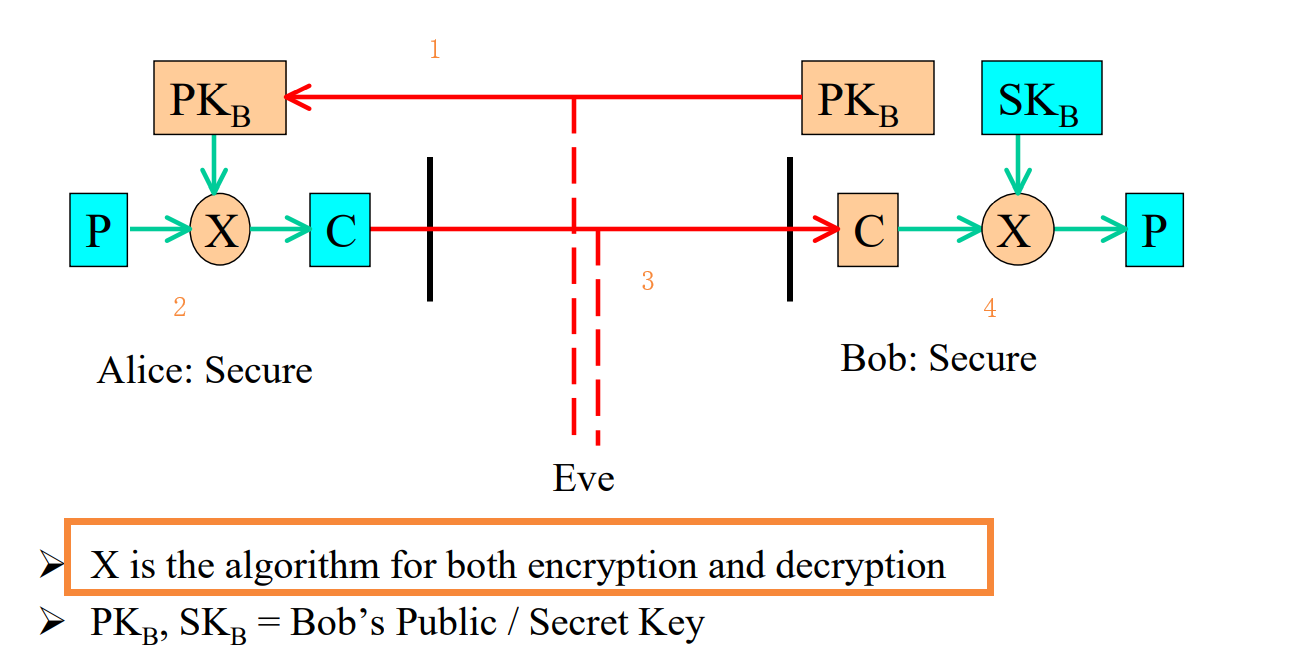 1
PK_B PK_B SK_B
P X C C X P
3
2 4
Alice: Secure Bob: Secure
Eve
➢ X is the algorithm for both encryption and decryption
➢ PK_B, SK_B = Bob’s Public / Secret Key